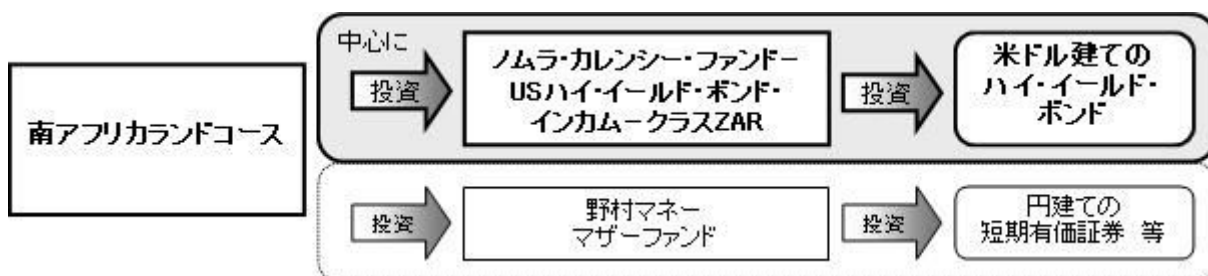 南アフリカランドコース
中心に
投資
ノムラ・カレンシー・ファンドー
USハイ・イールド・ボンド・
インカムークラスZAR
投資
米ドル建ての
ハイ・イールド・
ボンド
投資
野村マネー
マザーファンド
投資
円建ての
短期有価証券 等